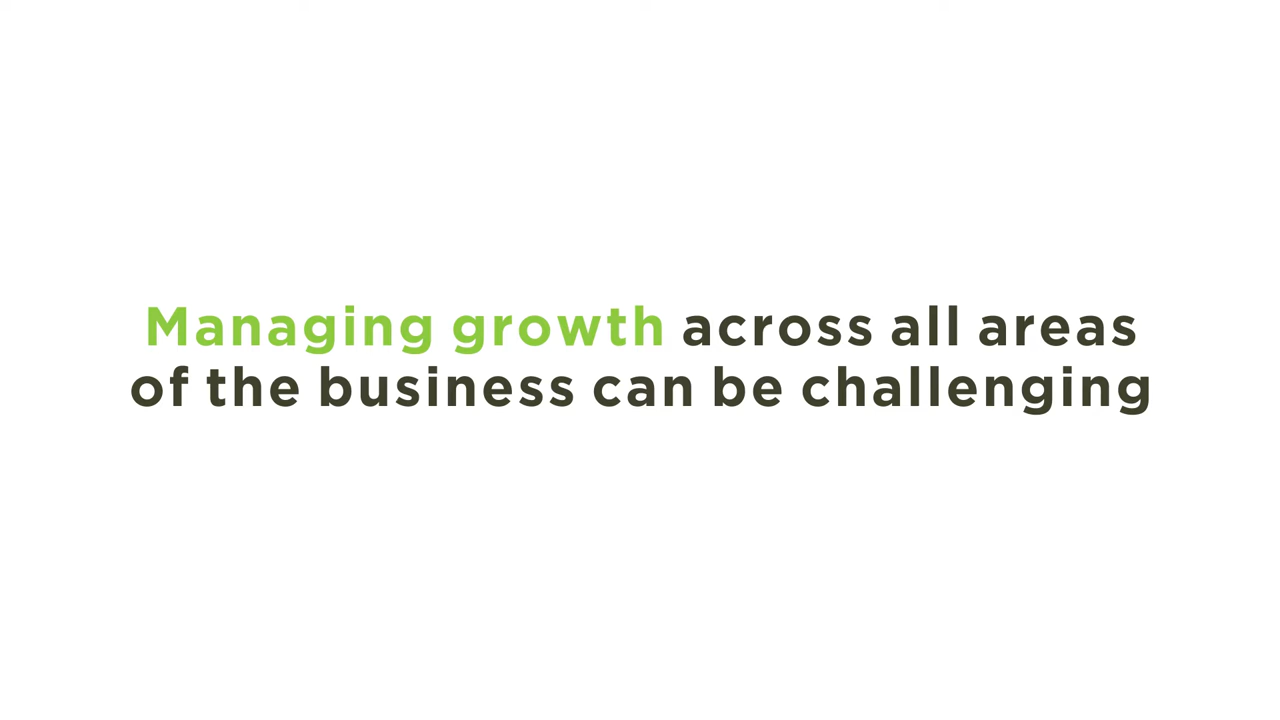 Managing growth across all areas
of the business can be challenging